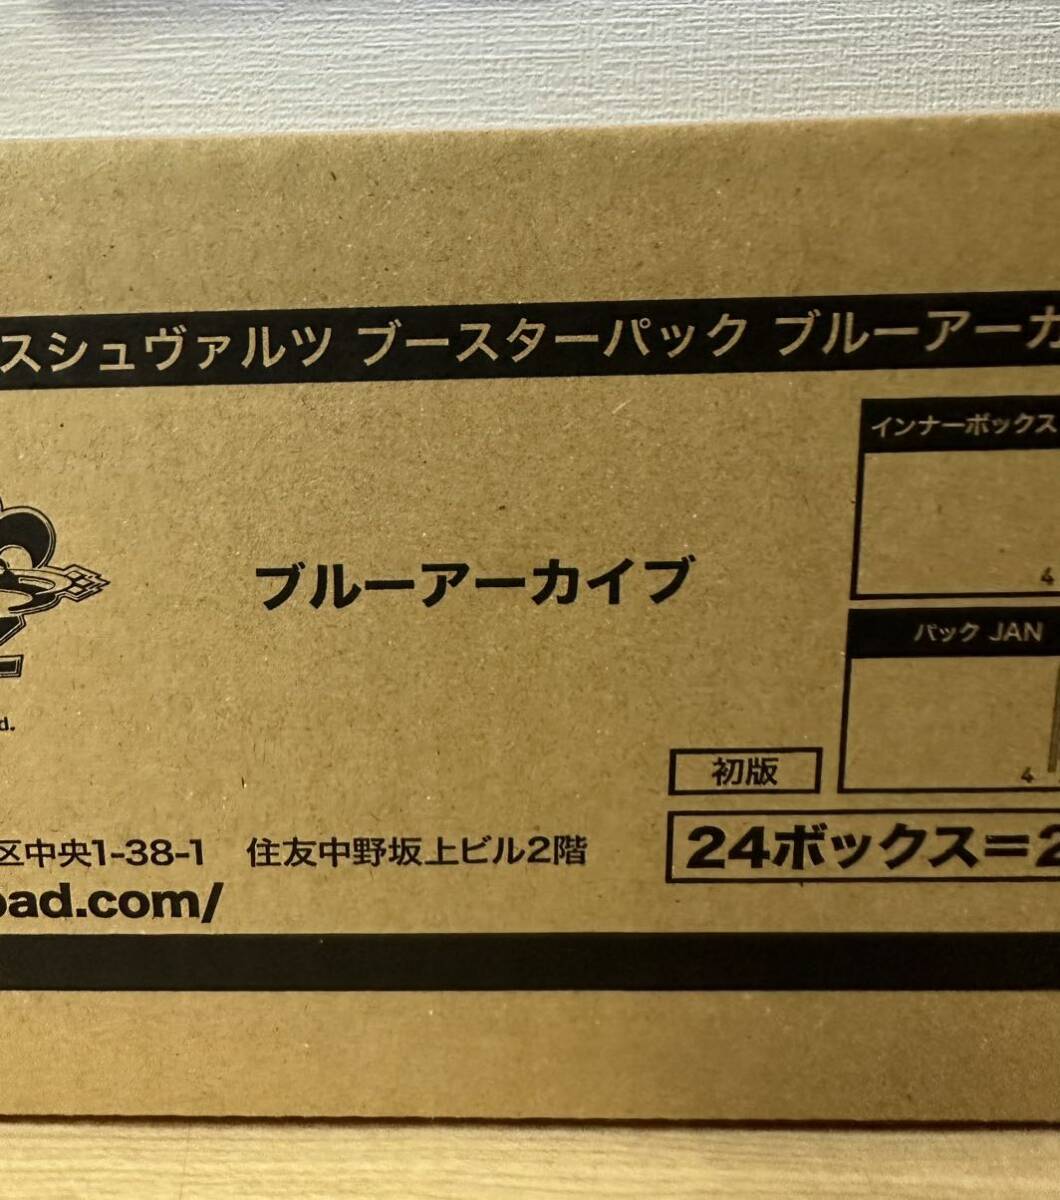 スシュヴァルツ ブースターパック ブルーアーカ
インナーボックス
4
ブルーアーカイブ
パック JAN
4
d.
初版
区中央1-38-1 住友中野坂上ビル2階
24ボックス=2
oad.com/